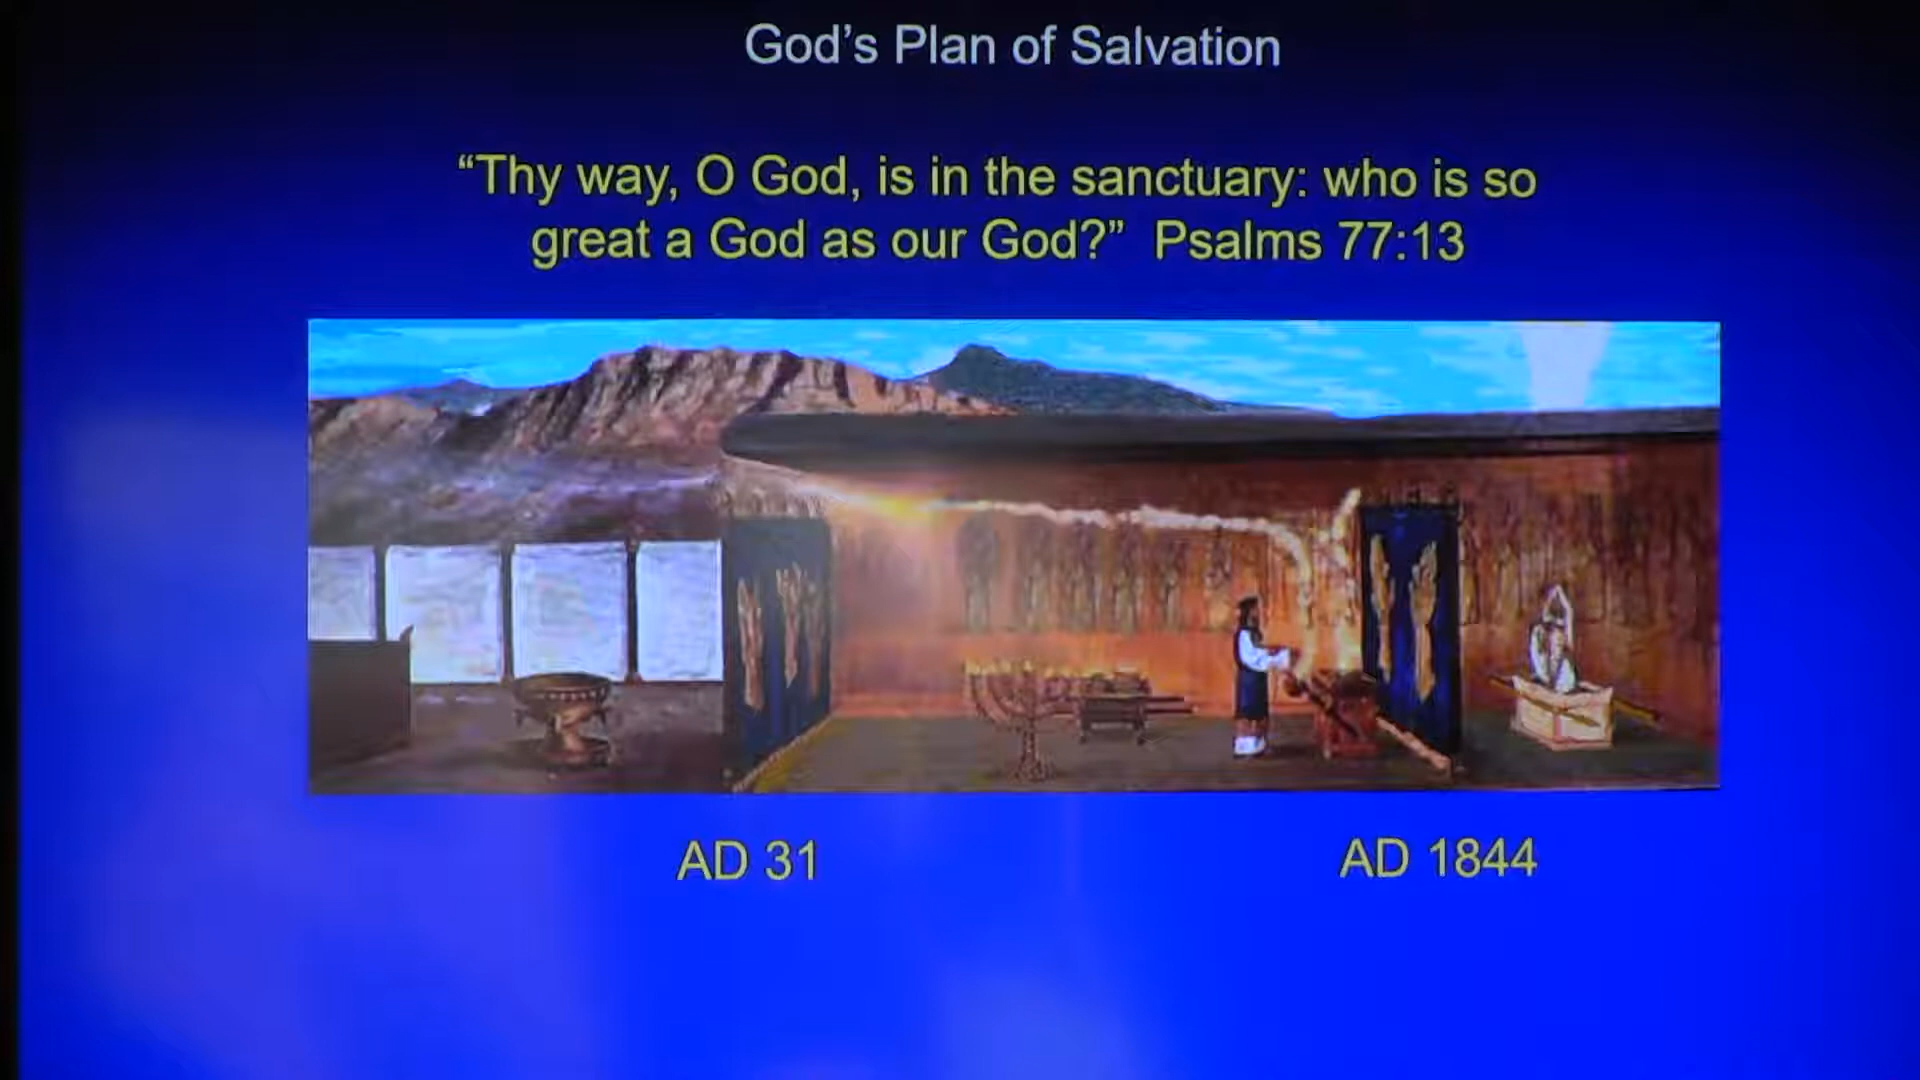 God’s Plan of Salvation
“Thy way, O God, is in the sanctuary: who is so
great a God as our God?” Psalms 77:13
AD 31
AD 1844